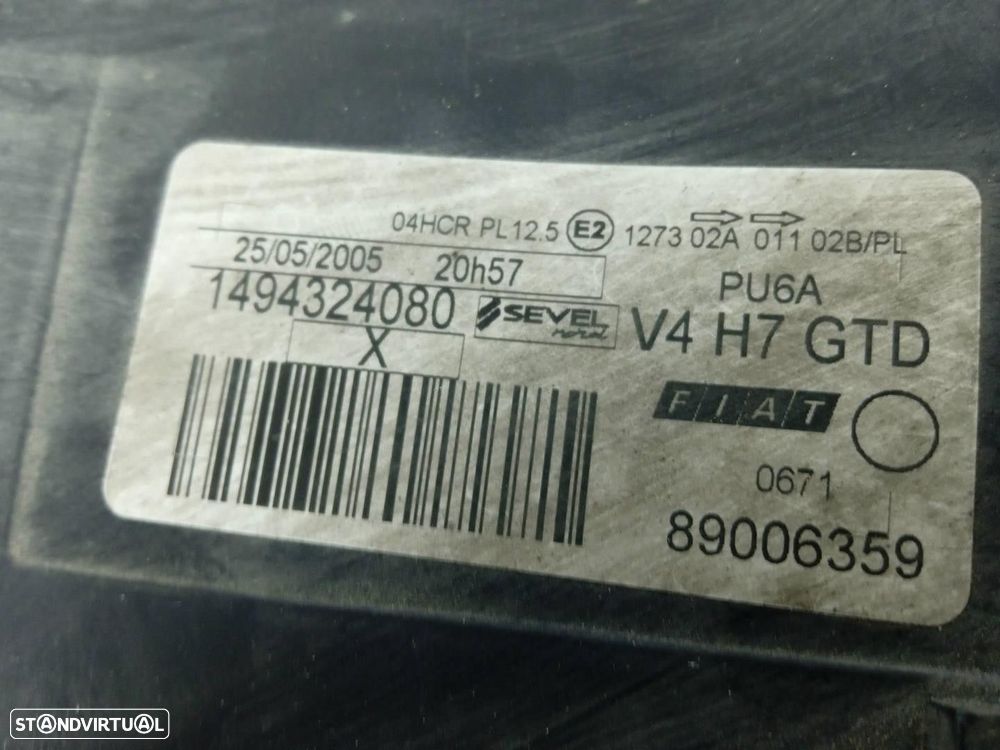 04HCR PL12.5 E2 1273 02A 011 02B/PL
25/05/2005 20h57
PU6A
1494324080 SEVEL nord V4 H7 GTD
X
FIAT
0671
89006359
STANDVIRTUAL